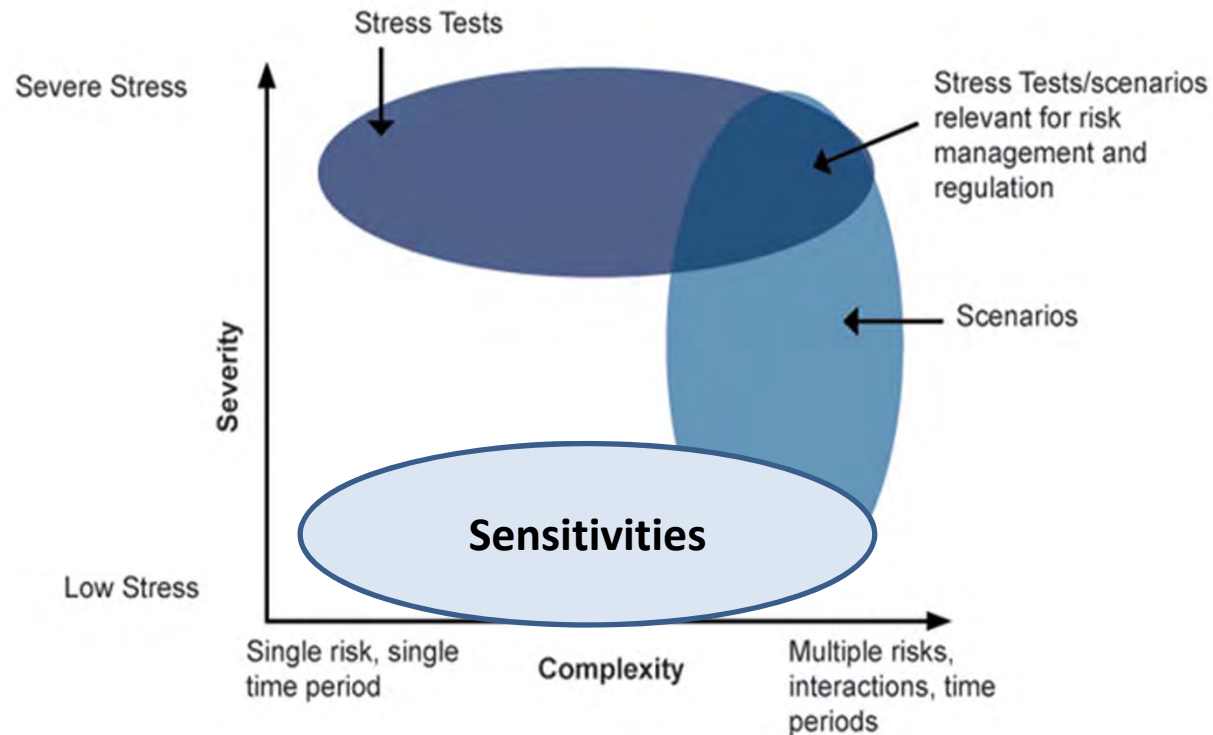 Stress Tests
Severe Stress
Stress Tests/scenarios
relevant for risk
management and
regulation
Scenarios
Severity
Sensitivities
Low Stress
Single risk, single
time period
Complexity
Multiple risks,
interactions, time
periods